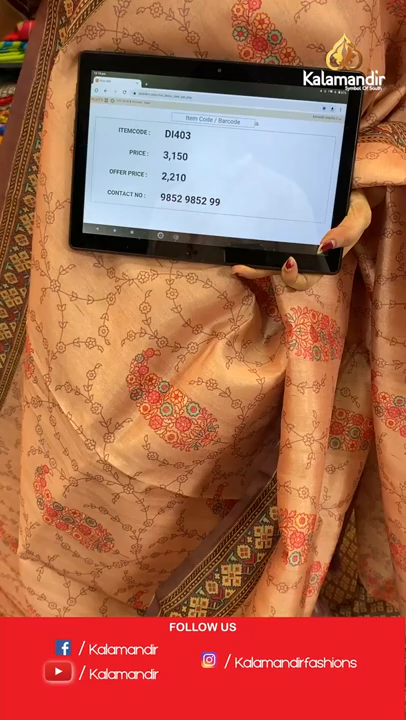 Kalamandir
Symbol Of South
Item Code / Barcode
ITEMCODE : DI403
PRICE : 3,150
OFFER PRICE : 2,210
CONTACT NO : 9852 9852 99
FOLLOW US
/ Kalamandir
/ Kalamandirfashions
/ Kalamandir